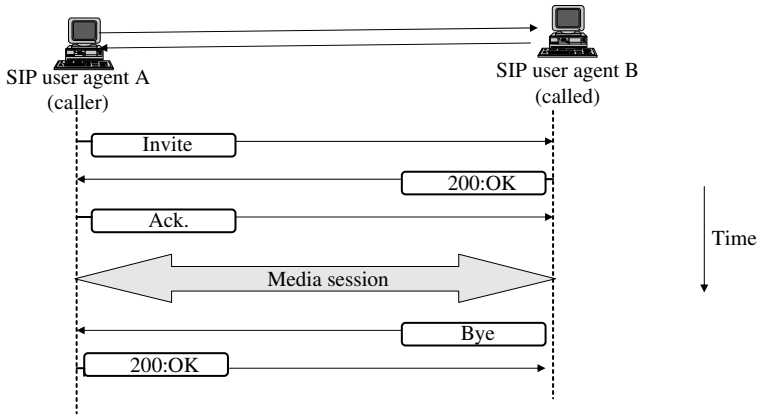 SIP user agent A
(caller)
SIP user agent B
(called)
Invite
200:OK
Ack.
Time
Media session
Bye
200:OK